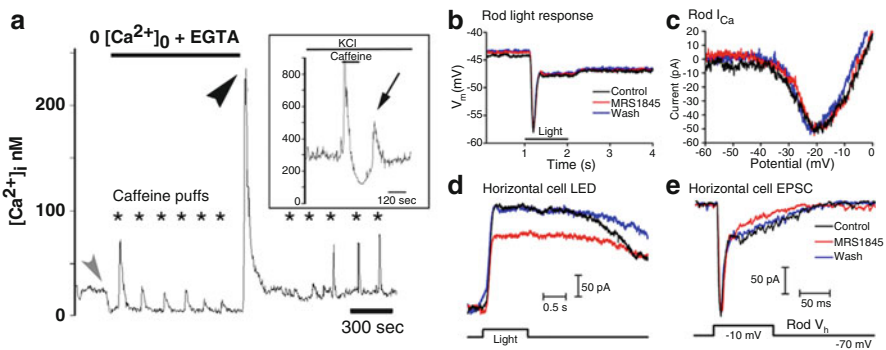 a
0 [Ca²⁺]₀ + EGTA
[Ca²⁺]ᵢ nM
200
100
50
0
Caffeine puffs
* * * * * *
* * * * *
300 sec
KCl
Caffeine
800
600
400
200
0
120 sec
b Rod light response
Vₘ(mV)
-40
-45
-50
-55
-60
Control
MRS1845
Wash
Light
0 1 2 3 4
Time (s)
c Rod I_Ca
Current (pA)
20
10
0
-10
-20
-30
-40
-50
-60
-60 -40 -20 0
Potential (mV)
d Horizontal cell LED
50 pA
0.5 s
Light
e Horizontal cell EPSC
Control
MRS1845
Wash
50 pA
50 ms
Rod Vₕ
-10 mV
-70 mV